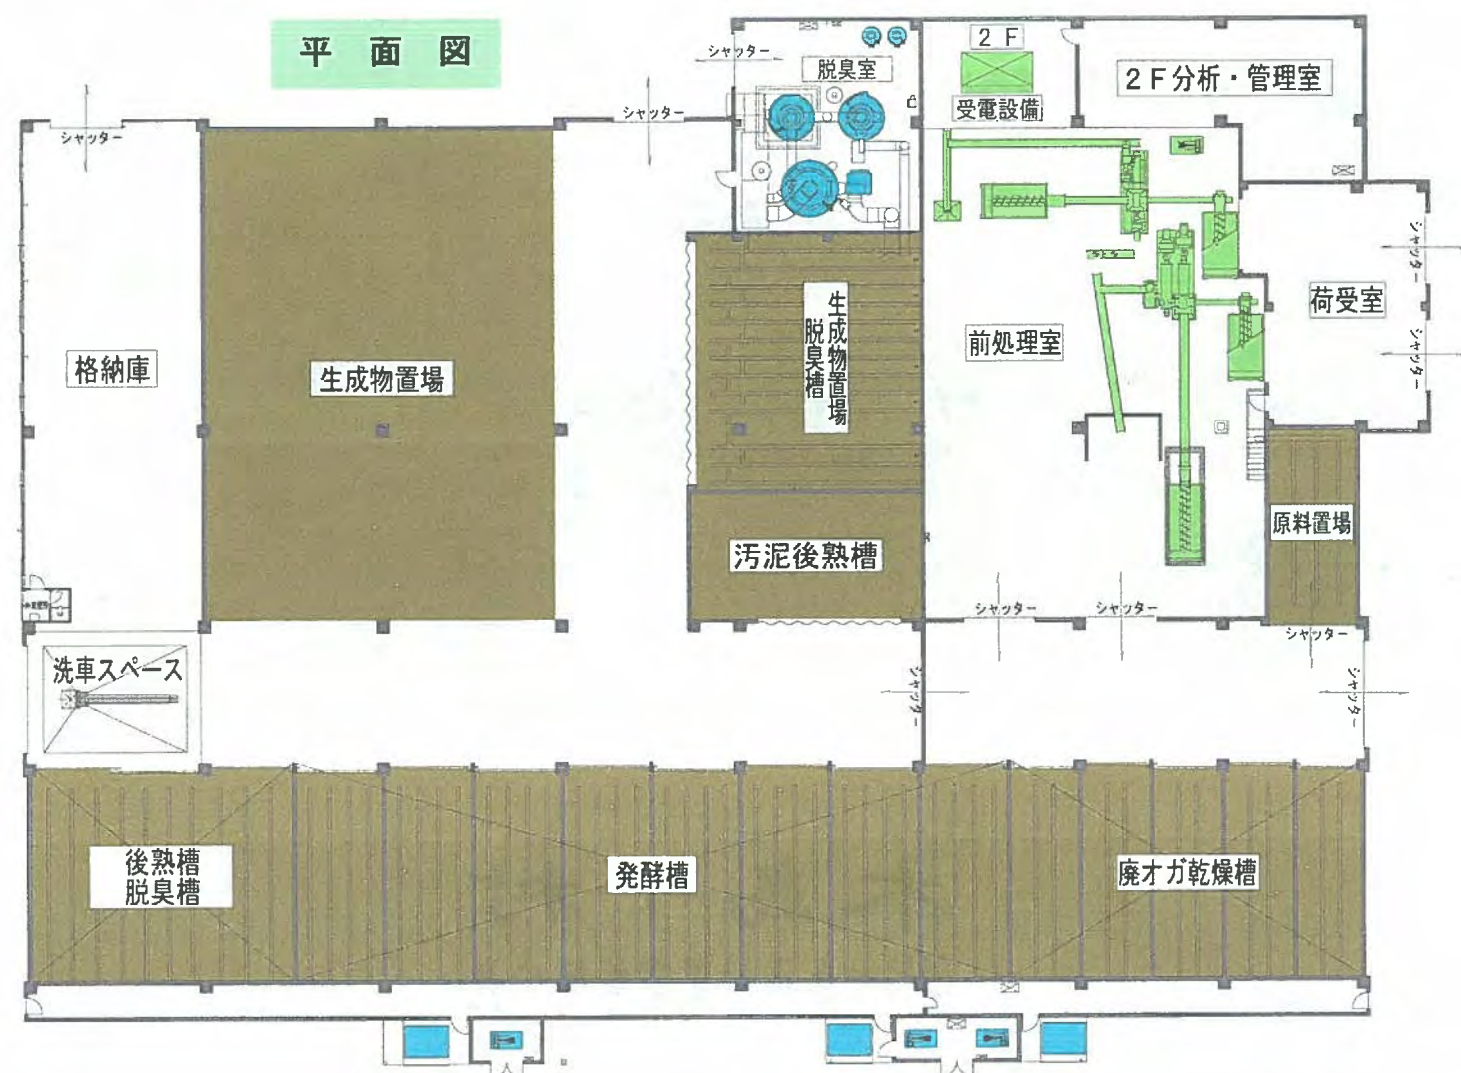 平面図
シャッター
脱臭室
2F
受電設備
2F分析・管理室
シャッター
シャッター
シャッター
シャッター
荷受室
格納庫
生成物置場
生成物置場
脱臭槽
前処理室
原料置場
汚泥後熟槽
シャッター
シャッター
シャッター
洗車スペース
シャッター
シャッター
後熟槽
脱臭槽
発酵槽
廃オガ乾燥槽